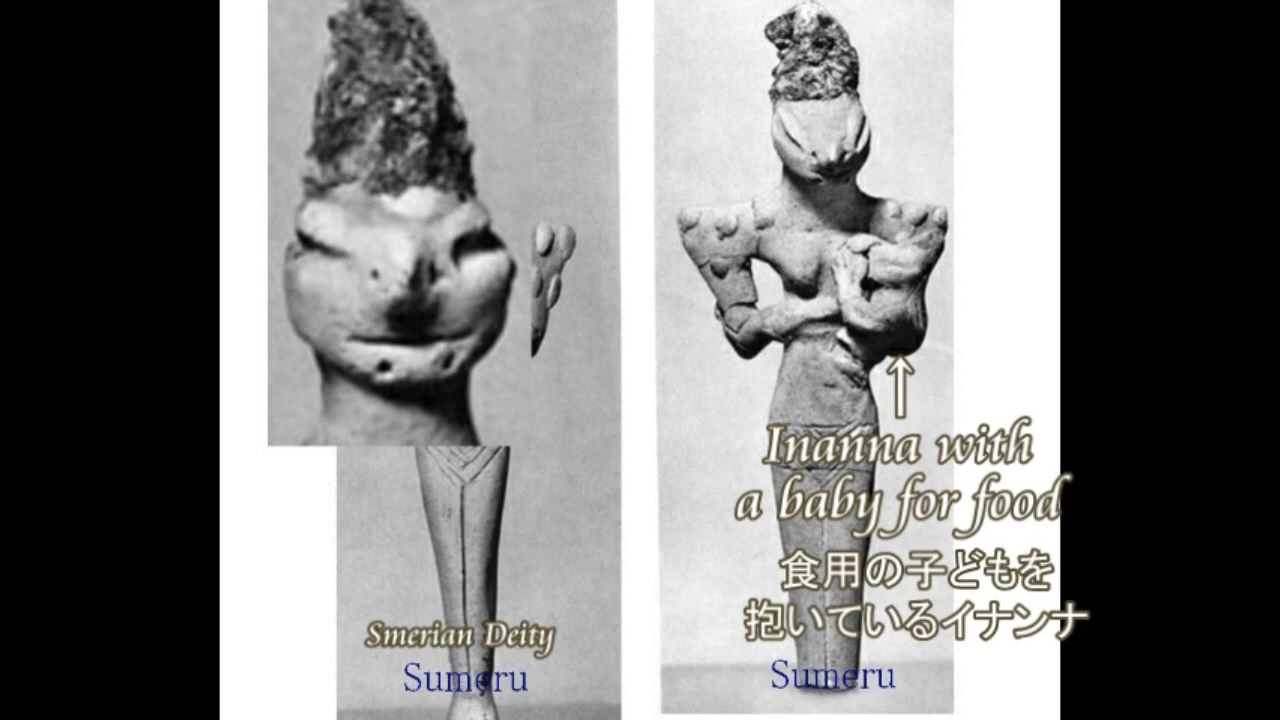 Smerian Deity
Sumeru
Inanna with
a baby for food
食用の子どもを
抱いているイナンナ
Sumeru